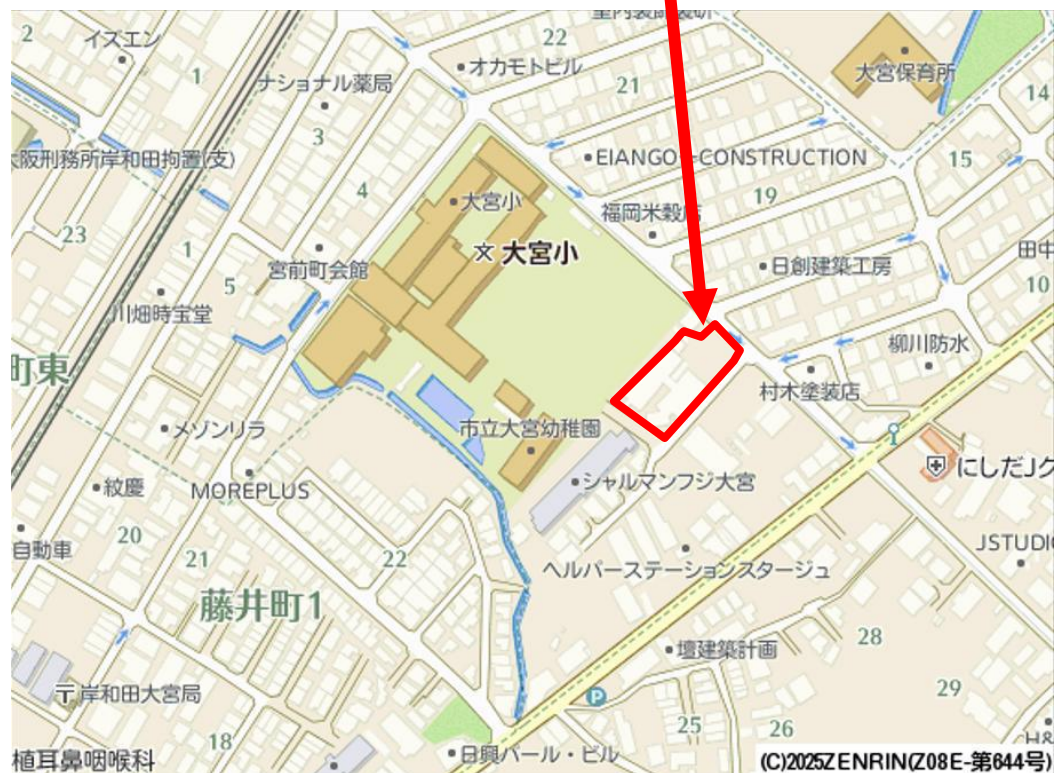 2
イスエン
22
1
オカモトビル
大宮保育所
ナショナル薬局
21
14
3
EIANGO CONSTRUCTION
15
阪刑務所岸和田拘置(支)
4
大宮小
19
福岡米穀
23
1
大宮小
宮前町会館
日創建築工房
田中
5
10
川畑時宝堂
柳川防水
町東
村木塗装店
メゾンリラ
市立大宮幼稚園
にしだJク
紋慶
MOREPLUS
シャルマンフジ大宮
20
自動車
21
22
JSTUDI
ヘルパーステーションスタージュ
藤井町1
28
壇建築計画
岸和田大宮局
P
29
25
26
18
植耳鼻咽喉科
日興パール・ビル
H&
(C)2025ZENRIN(Z08E-第644号)